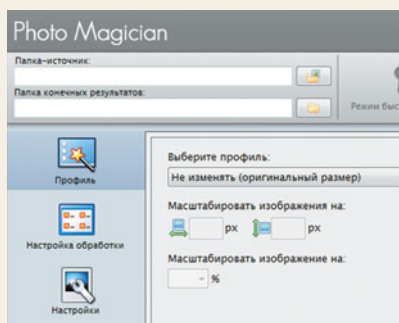 Photo Magician
Папка-источник:
Папка конечных результатов:
Режим быст
Профиль
Выберите профиль:
Не изменять (оригинальный размер)
Масштабировать изображения на:
px
px
Настройка обработки
Масштабировать изображение на:
%
Настройки